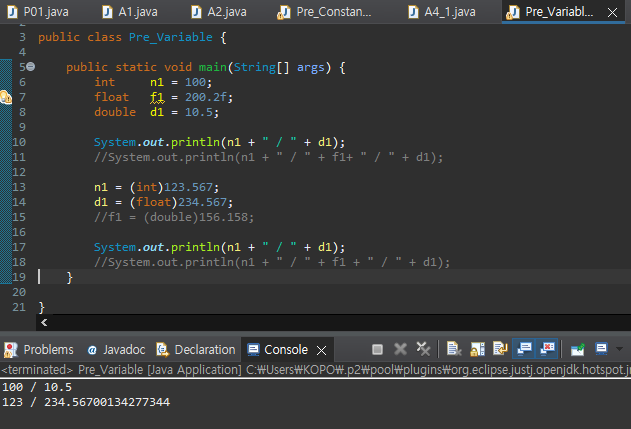 P01.java A1.java A2.java Pre_Constan... A4_1.java Pre_Variabl...
3 public class Pre_Variable {
4
5 public static void main(String[] args) {
6 int n1 = 100;
7 float f1 = 200.2f;
8 double d1 = 10.5;
9
10 System.out.println(n1 + " / " + d1);
11 //System.out.println(n1 + " / " + f1+ " / " + d1);
12
13 n1 = (int)123.567;
14 d1 = (float)234.567;
15 //f1 = (double)156.158;
16
17 System.out.println(n1 + " / " + d1);
18 //System.out.println(n1 + " / " + f1 + " / " + d1);
19 }
20
21 }
Problems @ Javadoc Declaration Console
<terminated> Pre_Variable [Java Application] C:₩Users₩KOPO₩.p2₩pool₩plugins₩org.eclipse.justj.openjdk.hotspot.jr
100 / 10.5
123 / 234.56700134277344